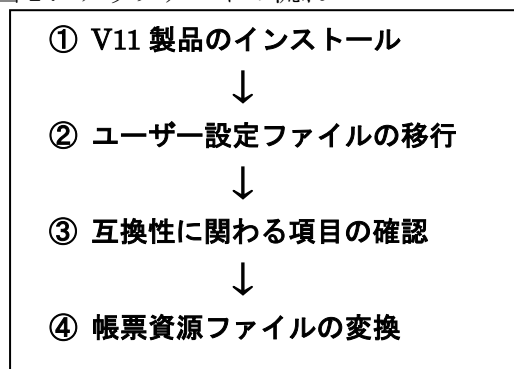 ① V11 製品のインストール
↓
② ユーザー設定ファイルの移行
↓
③ 互換性に関わる項目の確認
↓
④ 帳票資源ファイルの変換